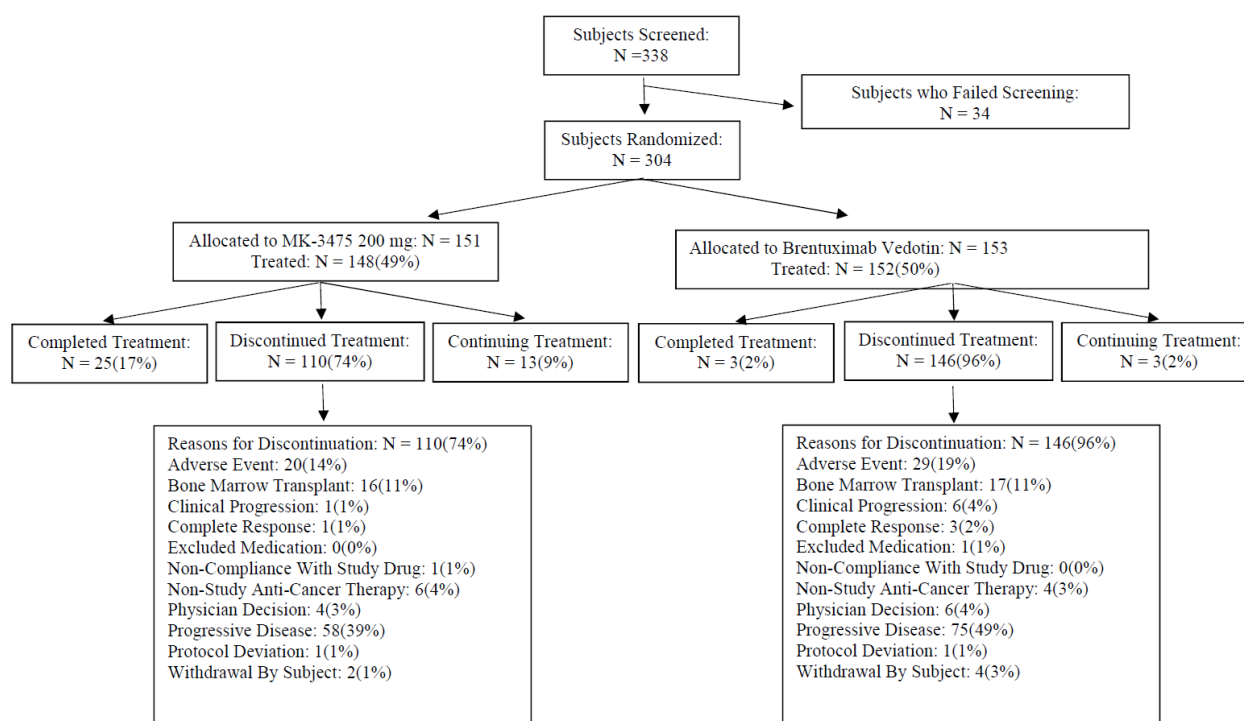 Subjects Screened:
N =338
Subjects who Failed Screening:
N = 34
Subjects Randomized:
N = 304
Allocated to MK-3475 200 mg: N = 151
Treated: N = 148(49%)
Allocated to Brentuximab Vedotin: N = 153
Treated: N = 152(50%)
Completed Treatment:
N = 25(17%)
Discontinued Treatment:
N = 110(74%)
Continuing Treatment:
N = 13(9%)
Completed Treatment:
N = 3(2%)
Discontinued Treatment:
N = 146(96%)
Continuing Treatment:
N = 3(2%)
Reasons for Discontinuation: N = 110(74%)
Adverse Event: 20(14%)
Bone Marrow Transplant: 16(11%)
Clinical Progression: 1(1%)
Complete Response: 1(1%)
Excluded Medication: 0(0%)
Non-Compliance With Study Drug: 1(1%)
Non-Study Anti-Cancer Therapy: 6(4%)
Physician Decision: 4(3%)
Progressive Disease: 58(39%)
Protocol Deviation: 1(1%)
Withdrawal By Subject: 2(1%)
Reasons for Discontinuation: N = 146(96%)
Adverse Event: 29(19%)
Bone Marrow Transplant: 17(11%)
Clinical Progression: 6(4%)
Complete Response: 3(2%)
Excluded Medication: 1(1%)
Non-Compliance With Study Drug: 0(0%)
Non-Study Anti-Cancer Therapy: 4(3%)
Physician Decision: 6(4%)
Progressive Disease: 75(49%)
Protocol Deviation: 1(1%)
Withdrawal By Subject: 4(3%)